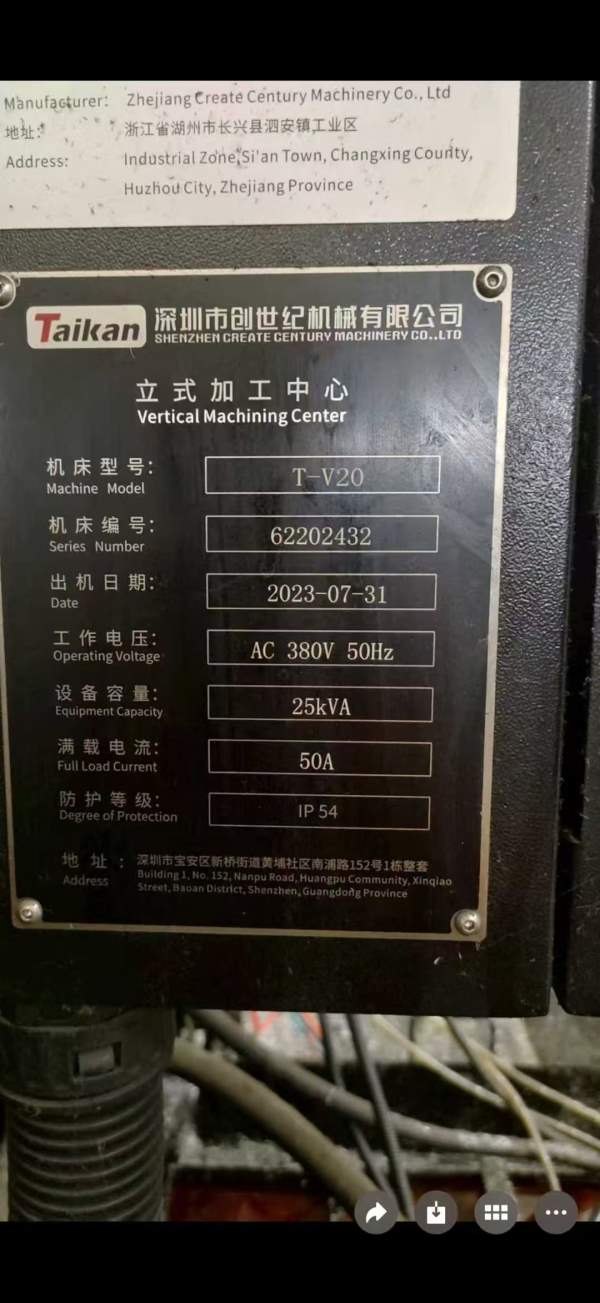 Manufacturer: Zhejiang Create Century Machinery Co., Ltd
地址: 浙江省湖州市长兴县泗安镇工业区
Address: Industrial Zone,Si'an Town, Changxing County,
Huzhou City, Zhejiang Province
Taikan 深圳市创世纪机械有限公司
SHENZHEN CREATE CENTURY MACHINERY CO.,LTD
立式加工中心
Vertical Machining Center
机床型号: T-V20
Machine Model
机床编号: 62202432
Series Number
出机日期: 2023-07-31
Date
工作电压: AC 380V 50Hz
Operating Voltage
设备容量: 25kVA
Equipment Capacity
满载电流: 50A
Full Load Current
防护等级: IP 54
Degree of Protection
地址: 深圳市宝安区新桥街道黄埔社区南浦路152号1栋整套
Address Building 1, No. 152, Nanpu Road, Huangpu Community, Xinqiao
Street, Baoan District, Shenzhen, Guangdong Province